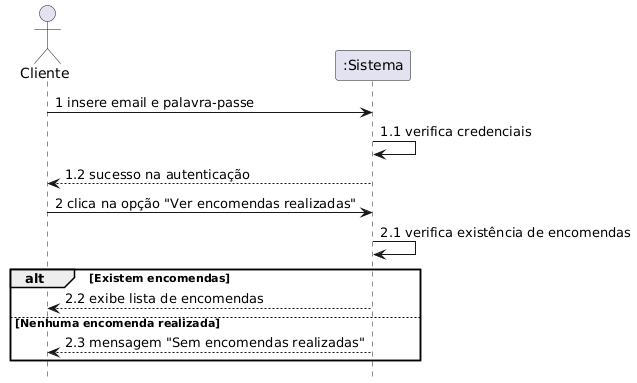 Cliente
:Sistema
1 insere email e palavra-passe
1.1 verifica credenciais
1.2 sucesso na autenticação
2 clica na opção "Ver encomendas realizadas"
2.1 verifica existência de encomendas
alt [Existem encomendas]
2.2 exibe lista de encomendas
[Nenhuma encomenda realizada]
2.3 mensagem "Sem encomendas realizadas"